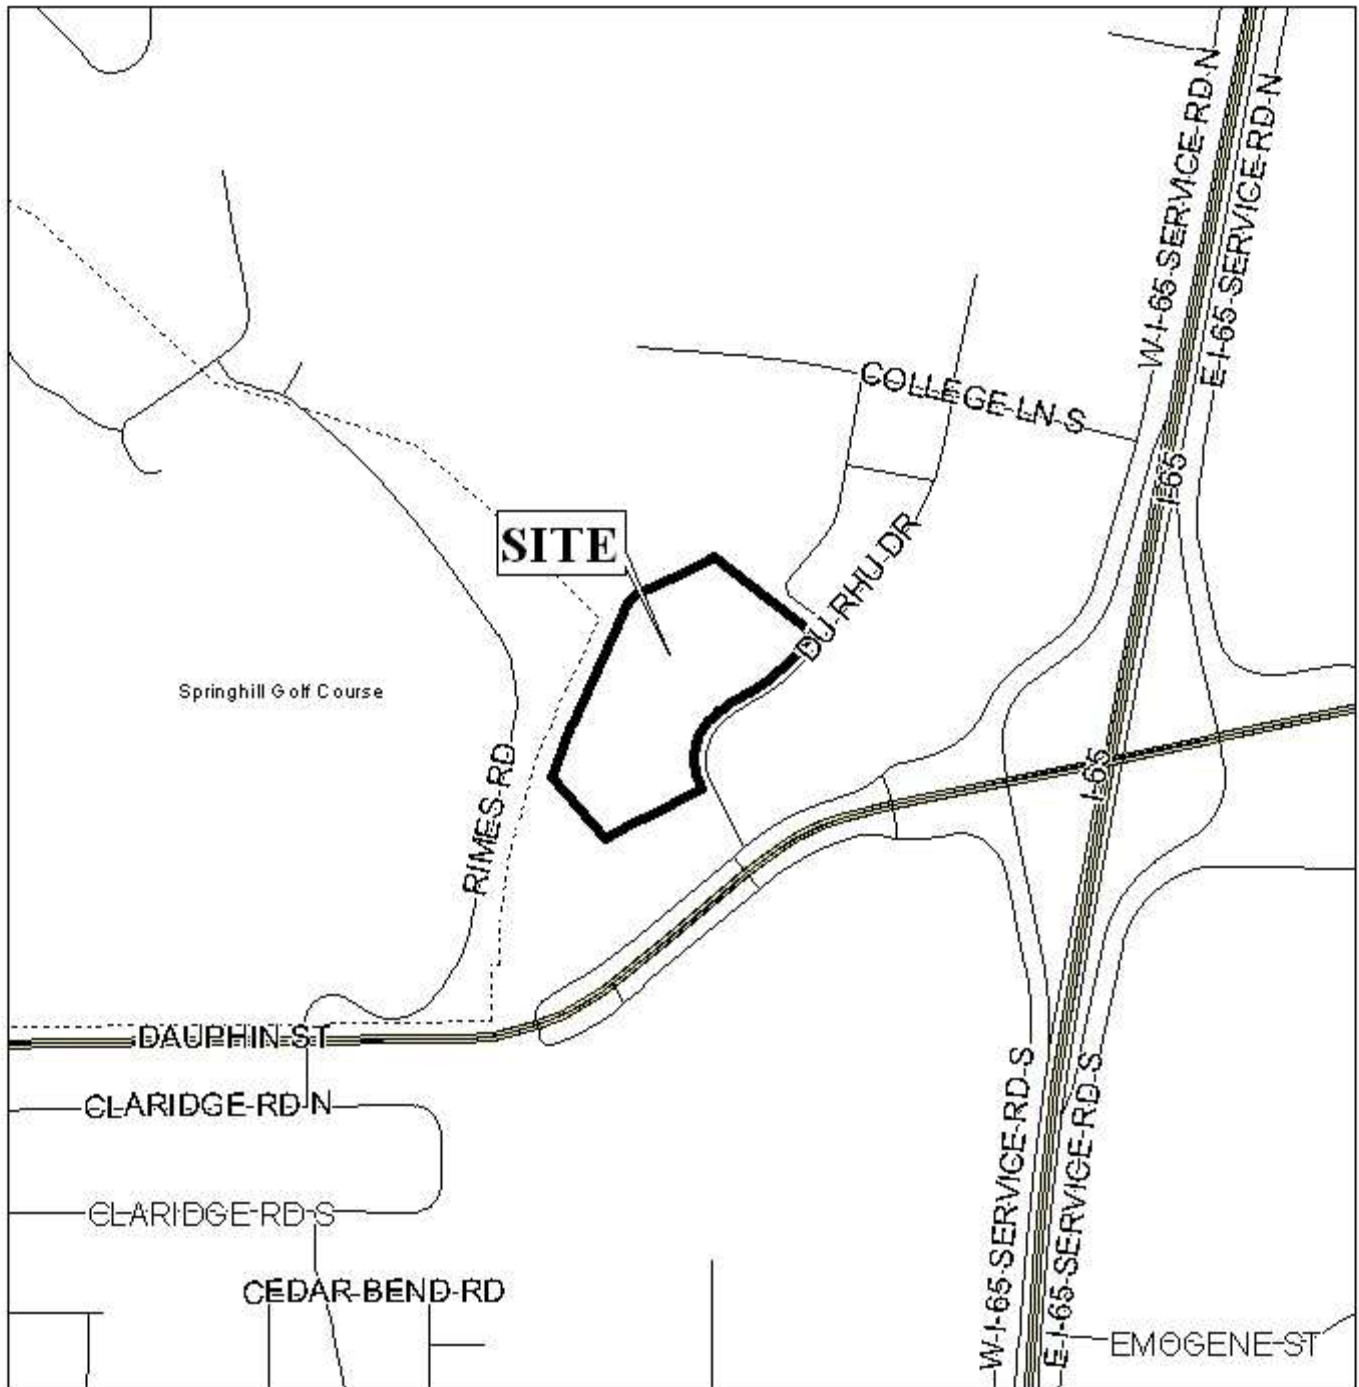 W-I-65-SERVICE-RD-N
E-I-65-SERVICE-RD-N
COLLEGE-LN-S
I-65
SITE
DU-RHU-DR
Springhill Golf Course
RIMES-RD
I-65
DAUPHIN-ST
CLARIDGE-RD-N
CLARIDGE-RD-S
CEDAR-BEND-RD
W-I-65-SERVICE-RD-S
E-I-65-SERVICE-RD-S
EMOGENE-ST